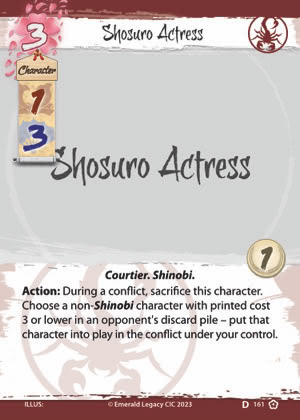 3
Shosuro Actress
Character
1
3
Shosuro Actress
1
Courtier. Shinobi.
Action: During a conflict, sacrifice this character.
Choose a non-Shinobi character with printed cost
3 or lower in an opponent's discard pile – put that
character into play in the conflict under your control.
ILLUS: © Emerald Legacy CIC 2023 D 161